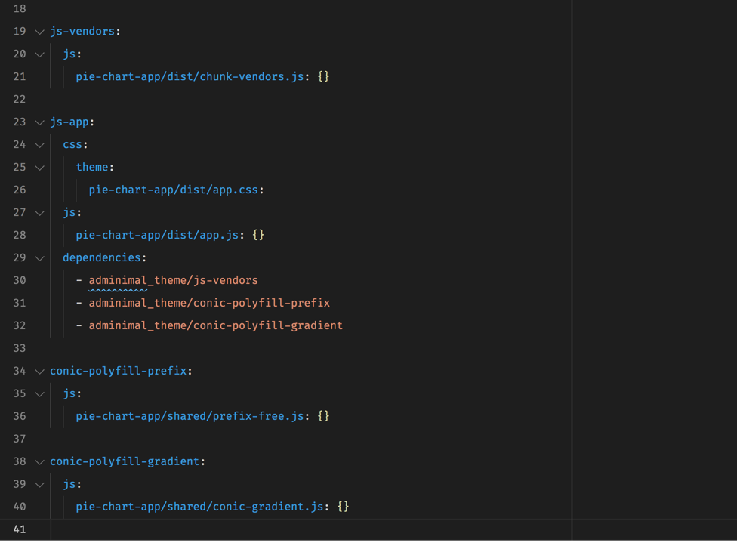 18
19 js-vendors:
20 js:
21 pie-chart-app/dist/chunk-vendors.js: {}
22
23 js-app:
24 css:
25 theme:
26 pie-chart-app/dist/app.css:
27 js:
28 pie-chart-app/dist/app.js: {}
29 dependencies:
30 - adminimal_theme/js-vendors
31 - adminimal_theme/conic-polyfill-prefix
32 - adminimal_theme/conic-polyfill-gradient
33
34 conic-polyfill-prefix:
35 js:
36 pie-chart-app/shared/prefix-free.js: {}
37
38 conic-polyfill-gradient:
39 js:
40 pie-chart-app/shared/conic-gradient.js: {}
41